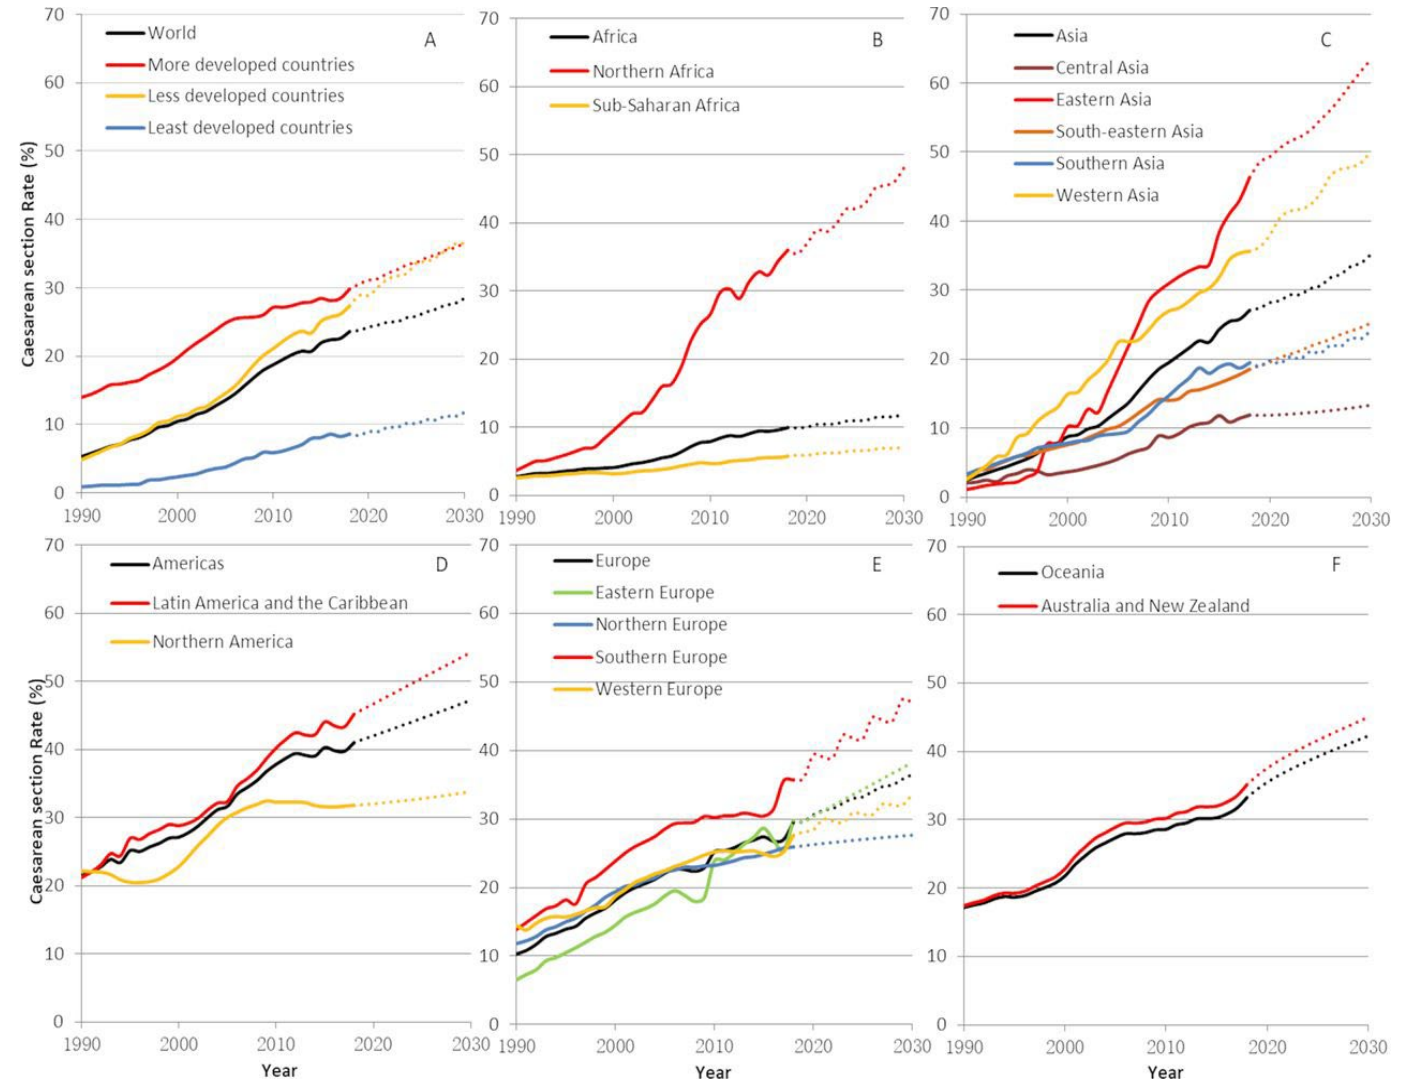 Caesarean section Rate (%)
70
60
50
40
30
20
10
0
World
More developed countries
Less developed countries
Least developed countries
A
1990 2000 2010 2020 2030
70
60
50
40
30
20
10
0
Africa
Northern Africa
Sub-Saharan Africa
B
1990 2000 2010 2020 2030
70
60
50
40
30
20
10
0
Asia
Central Asia
Eastern Asia
South-eastern Asia
Southern Asia
Western Asia
C
1990 2000 2010 2020 2030
Caesarean section Rate (%)
70
60
50
40
30
20
10
0
Americas
Latin America and the Caribbean
Northern America
D
1990 2000 2010 2020 2030
Year
70
60
50
40
30
20
10
0
Europe
Eastern Europe
Northern Europe
Southern Europe
Western Europe
E
1990 2000 2010 2020 2030
Year
70
60
50
40
30
20
10
0
Oceania
Australia and New Zealand
F
1990 2000 2010 2020 2030
Year